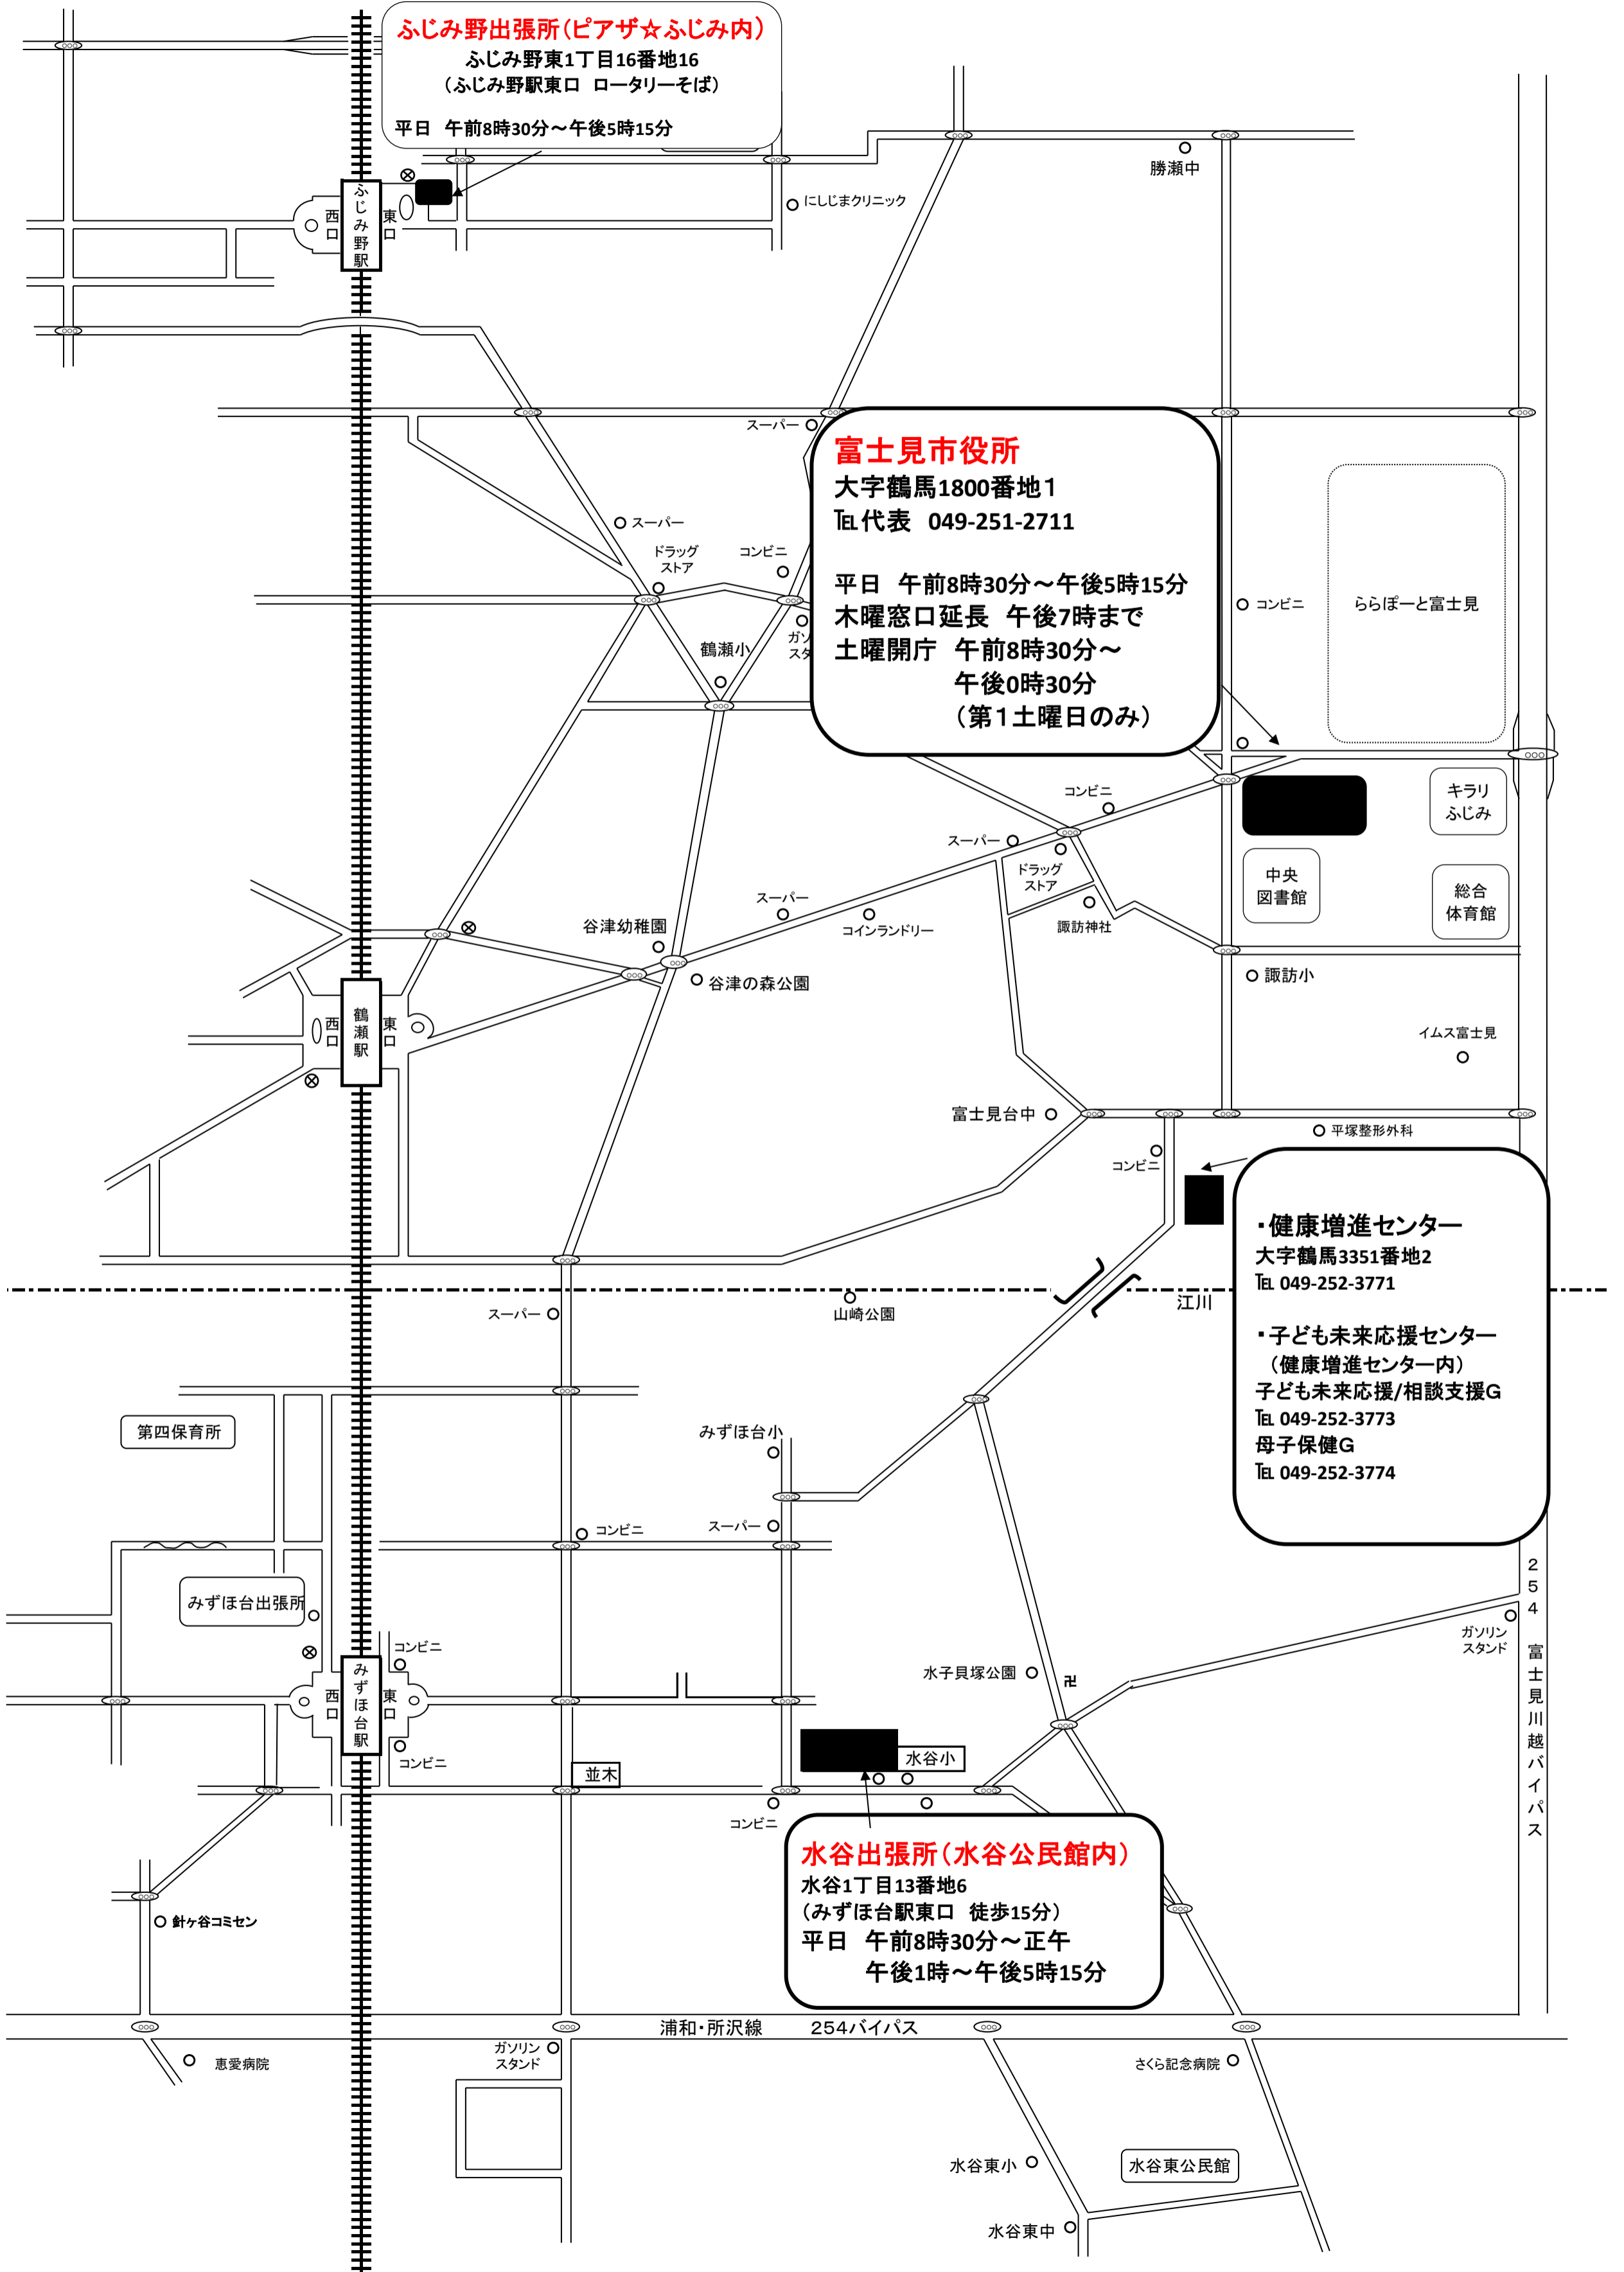 ふじみ野出張所(ピアザ☆ふじみ内)
ふじみ野東1丁目16番地16
(ふじみ野駅東口 ロータリーそば)
平日 午前8時30分～午後5時15分
勝瀬中
にしじまクリニック
ふじみ野駅
西口
東口
スーパー
富士見市役所
大字鶴馬1800番地1
℡代表 049-251-2711
平日 午前8時30分～午後5時15分
木曜窓口延長 午後7時まで
土曜開庁 午前8時30分～
午後0時30分
(第1土曜日のみ)
スーパー
ドラッグ
ストア
コンビニ
コンビニ
ららぽーと富士見
ガソ
スタ
鶴瀬小
コンビニ
キラリ
ふじみ
スーパー
ドラッグ
ストア
中央
図書館
総合
体育館
スーパー
コインランドリー
諏訪神社
谷津幼稚園
谷津の森公園
諏訪小
鶴瀬駅
西口
東口
イムス富士見
富士見台中
平塚整形外科
コンビニ
・健康増進センター
大字鶴馬3351番地2
℡ 049-252-3771
・子ども未来応援センター
(健康増進センター内)
子ども未来応援/相談支援G
℡ 049-252-3773
母子保健G
℡ 049-252-3774
江川
山崎公園
スーパー
第四保育所
みずほ台小
コンビニ
スーパー
みずほ台出張所
254 富士見川越バイパス
ガソリン
スタンド
コンビニ
水子貝塚公園
卍
みずほ台駅
西口
東口
コンビニ
水谷小
並木
コンビニ
水谷出張所(水谷公民館内)
水谷1丁目13番地6
(みずほ台駅東口 徒歩15分)
平日 午前8時30分～正午
午後1時～午後5時15分
針ヶ谷コミセン
浦和・所沢線 254バイパス
恵愛病院
ガソリン
スタンド
さくら記念病院
水谷東小
水谷東公民館
水谷東中